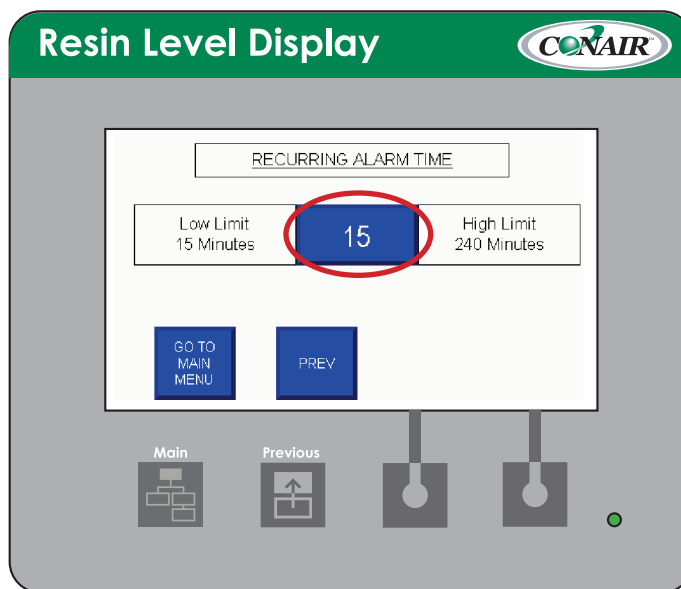 Resin Level Display
CONAIR
RECURRING ALARM TIME
Low Limit
15 Minutes
15
High Limit
240 Minutes
GO TO
MAIN
MENU
PREV
Main
Previous